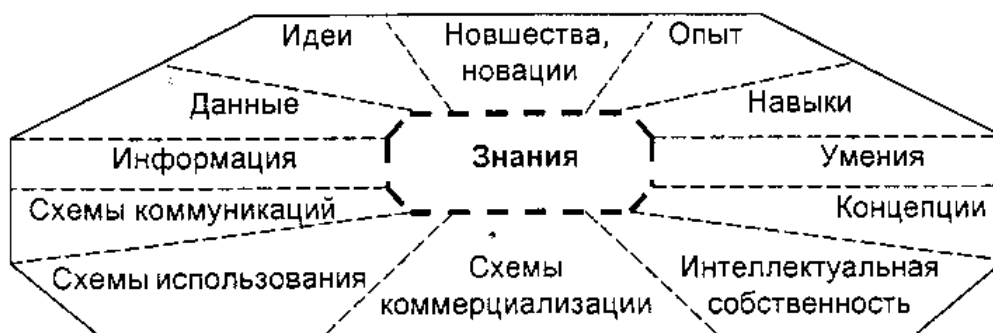 Идеи
Новшества,
новации
Опыт
Данные
Навыки
Информация
Знания
Умения
Схемы коммуникаций
Концепции
Схемы использования
Схемы
коммерциализации
Интеллектуальная
собственность